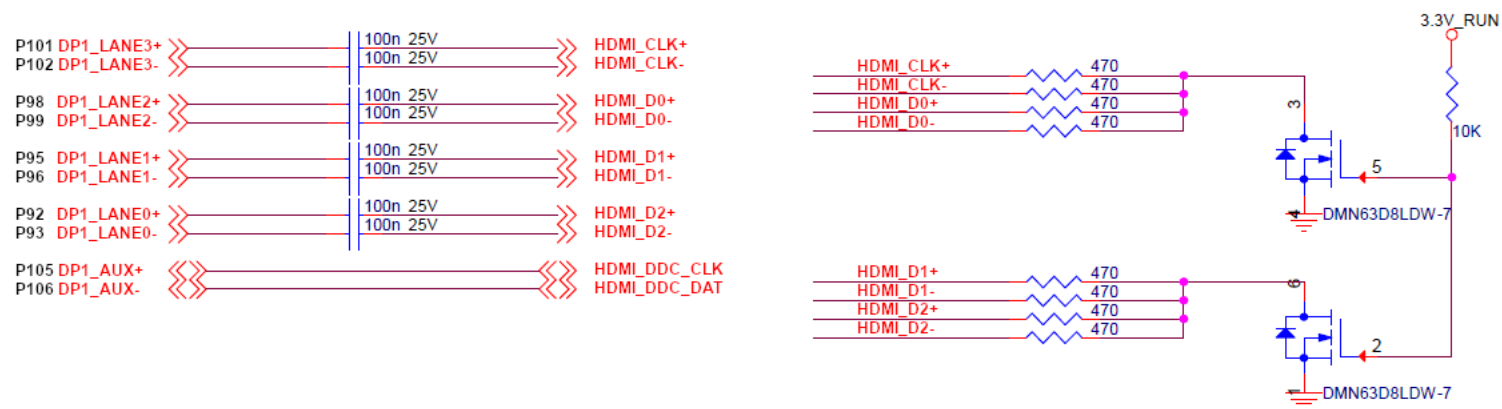 P101 DP1_LANE3+ 100n 25V HDMI_CLK+
P102 DP1_LANE3- 100n 25V HDMI_CLK-
P98 DP1_LANE2+ 100n 25V HDMI_D0+
P99 DP1_LANE2- 100n 25V HDMI_D0-
P95 DP1_LANE1+ 100n 25V HDMI_D1+
P96 DP1_LANE1- 100n 25V HDMI_D1-
P92 DP1_LANE0+ 100n 25V HDMI_D2+
P93 DP1_LANE0- 100n 25V HDMI_D2-
P105 DP1_AUX+ HDMI_DDC_CLK
P106 DP1_AUX- HDMI_DDC_DAT
3.3V_RUN
HDMI_CLK+ 470
HDMI_CLK- 470
HDMI_D0+ 470
HDMI_D0- 470
3
10K
5
4
DMN63D8LDW-7
HDMI_D1+ 470
HDMI_D1- 470
HDMI_D2+ 470
HDMI_D2- 470
6
2
1
DMN63D8LDW-7